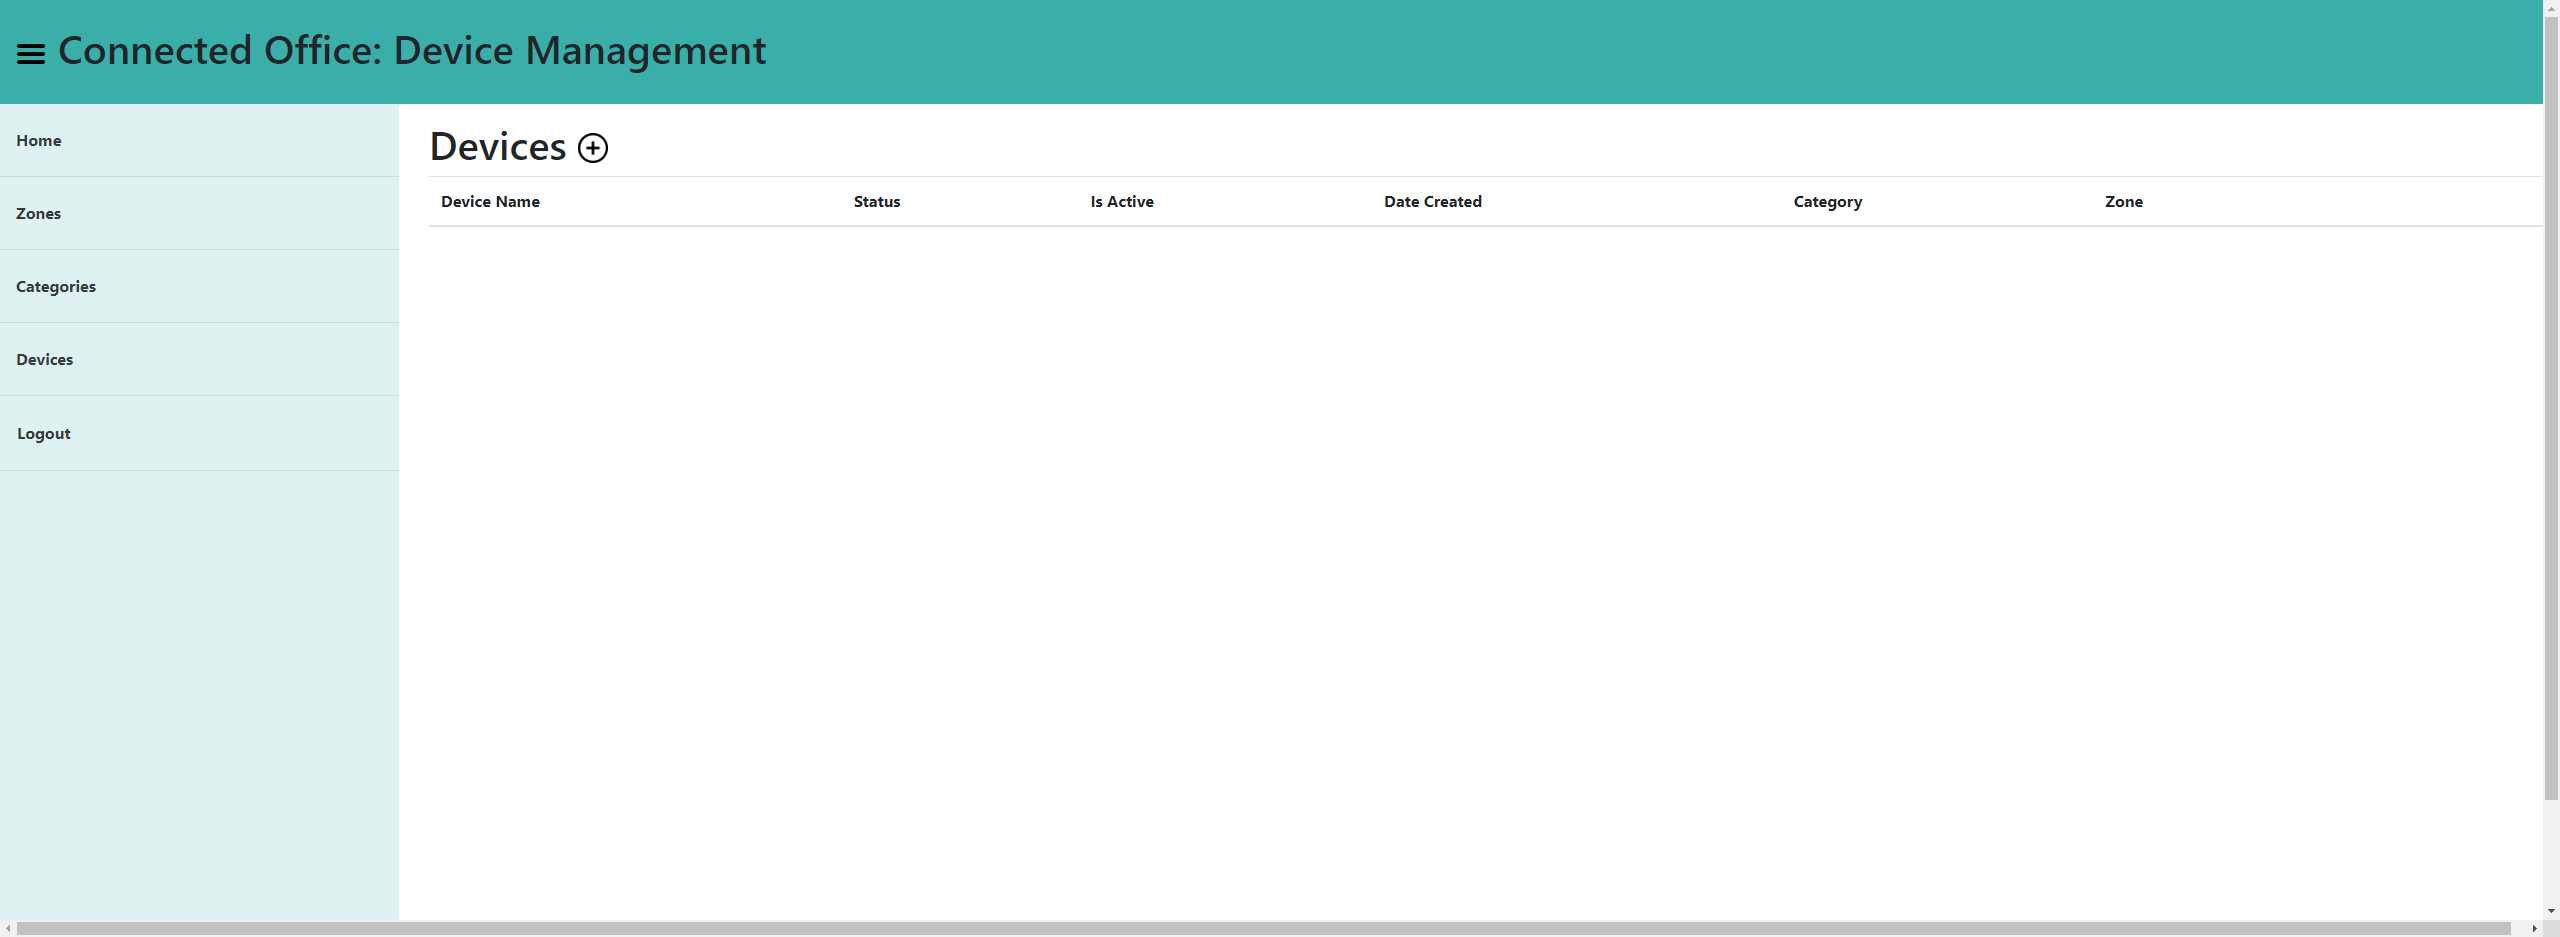 Connected Office: Device Management
Home
Zones
Categories
Devices
Logout
Devices
Device Name Status Is Active Date Created Category Zone